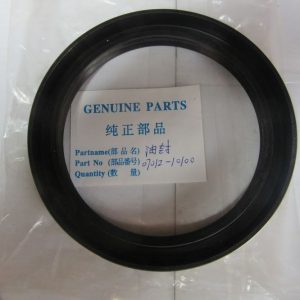 GENUINE PARTS
纯正部品
Partname(部 品 名) 油封
Part No (部品番号) 07012-10100
Quantity (数 量)